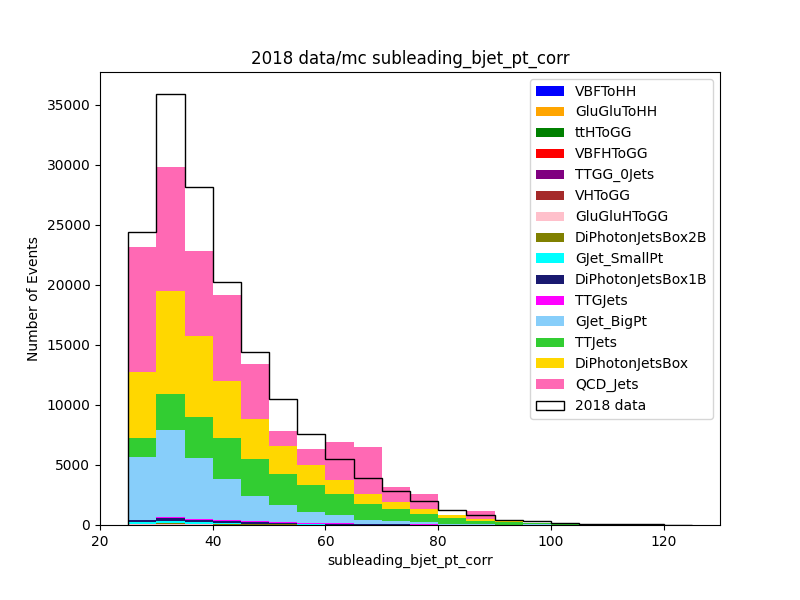 2018 data/mc subleading_bjet_pt_corr
Number of Events
35000
30000
25000
20000
15000
10000
5000
0
20
40
60
80
100
120
subleading_bjet_pt_corr
VBFToHH
GluGluToHH
ttHToGG
VBFHToGG
TTGG_0Jets
VHToGG
GluGluHToGG
DiPhotonJetsBox2B
GJet_SmallPt
DiPhotonJetsBox1B
TTGJets
GJet_BigPt
TTJets
DiPhotonJetsBox
QCD_Jets
2018 data